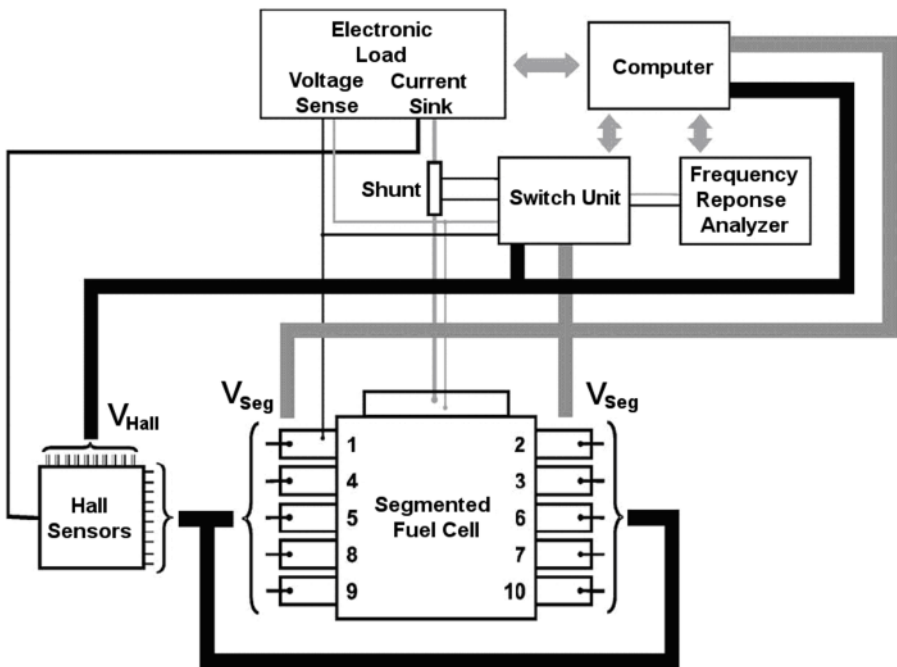 Electronic
Load
Voltage Current
Sense Sink
Computer
Shunt
Switch Unit
Frequency
Reponse
Analyzer
VSeg
VSeg
VHall
Hall
Sensors
1
2
4
3
Segmented
Fuel Cell
5
6
8
7
9
10